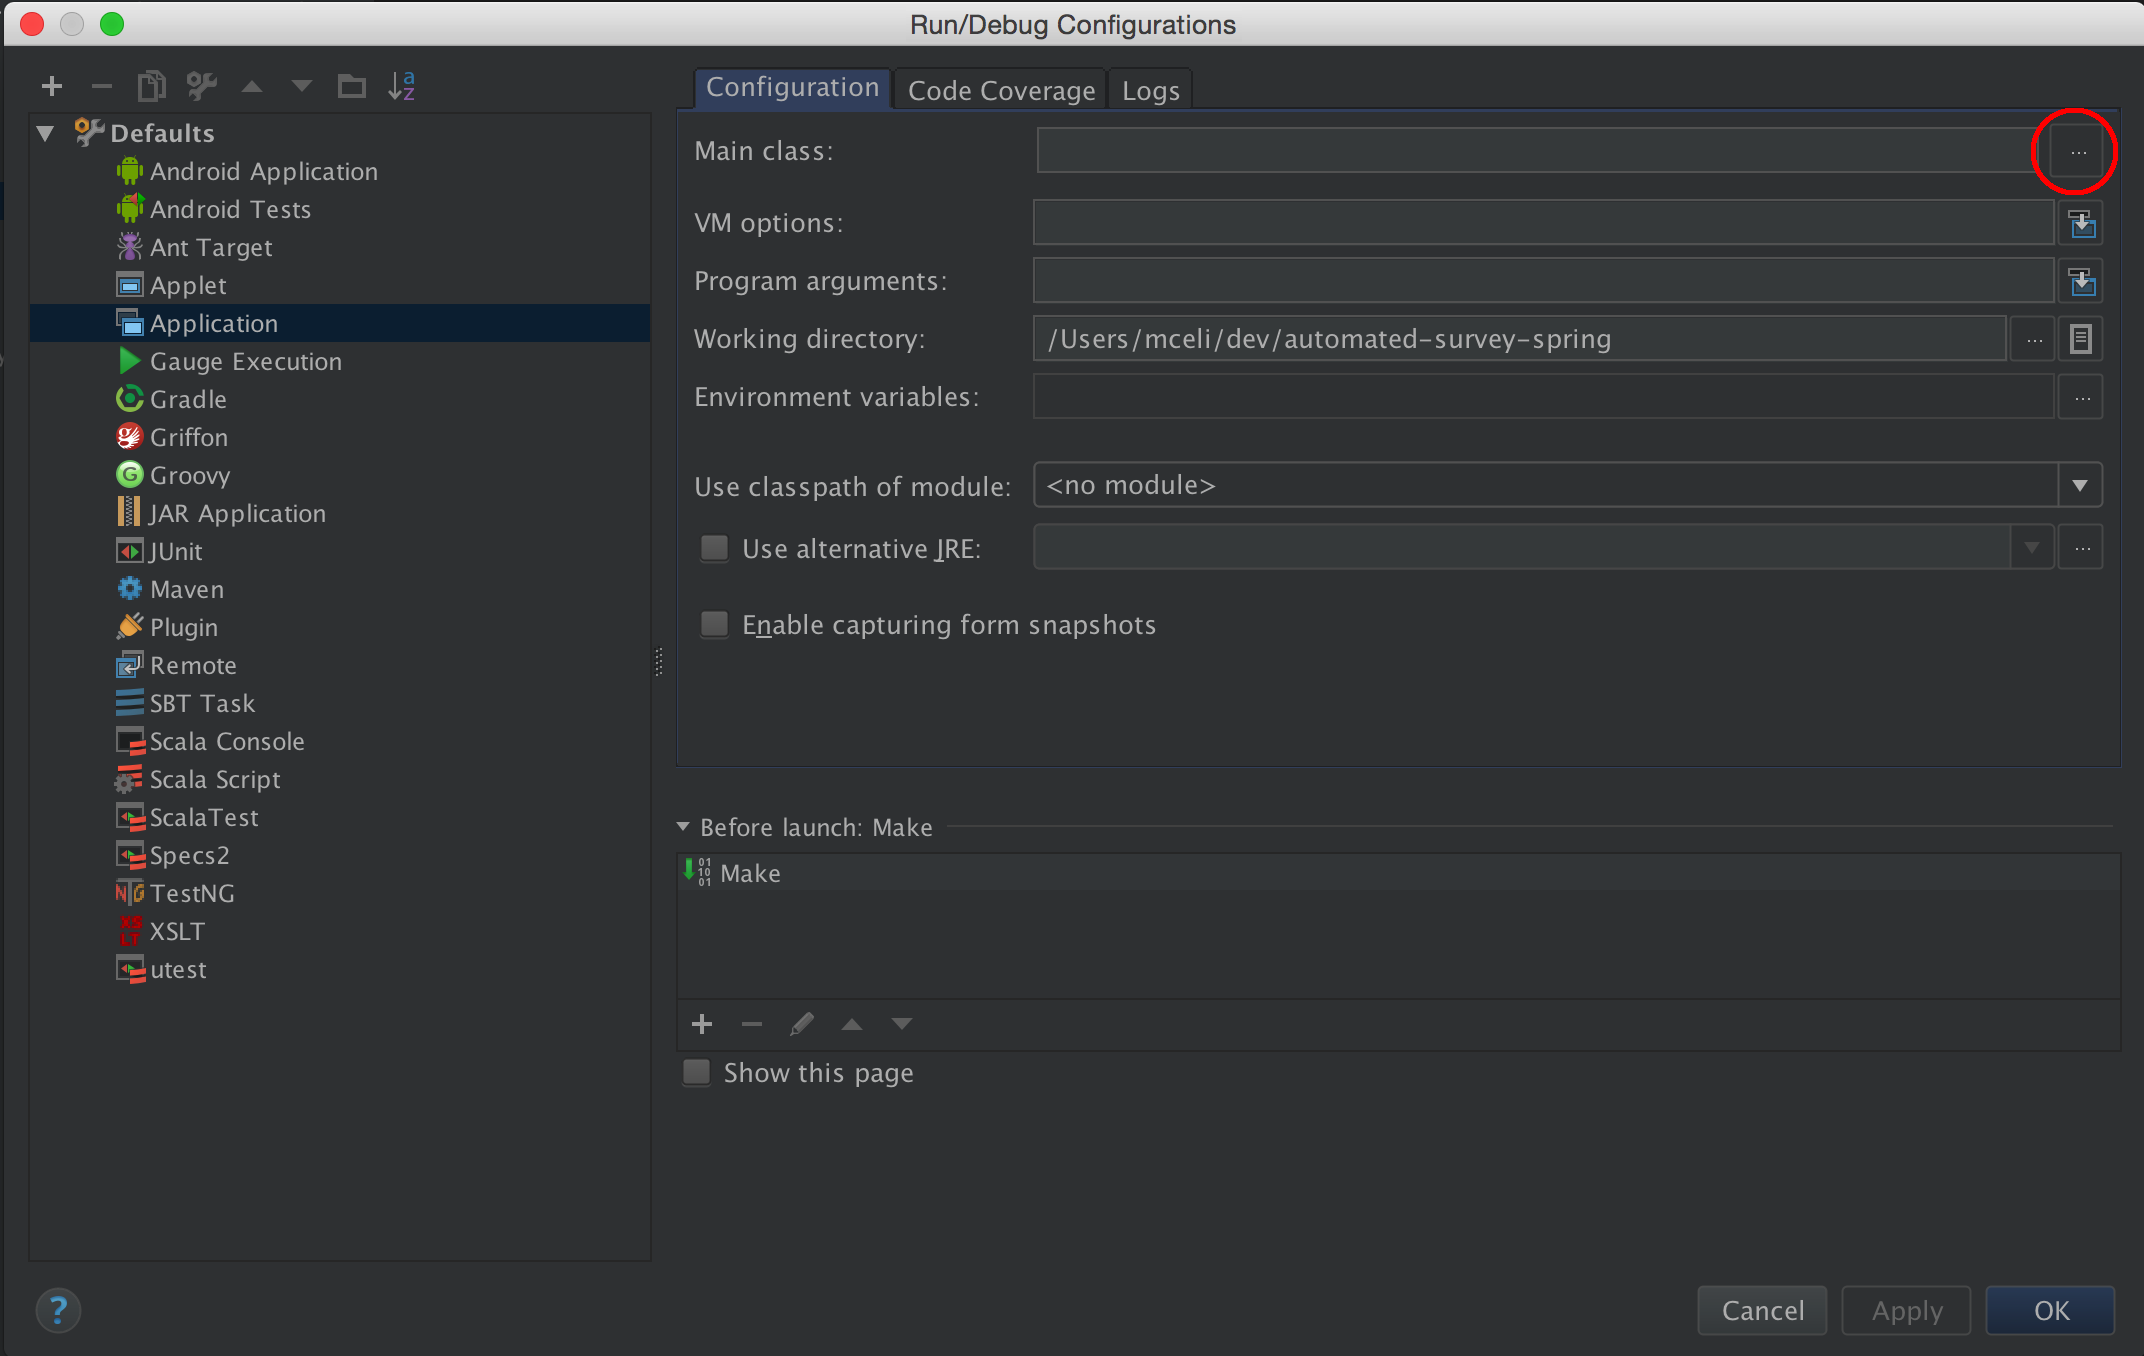 Run/Debug Configurations
a
z
Defaults
Android Application
Android Tests
Ant Target
Applet
Application
Gauge Execution
Gradle
Griffon
Groovy
JAR Application
JUnit
Maven
Plugin
Remote
SBT Task
Scala Console
Scala Script
ScalaTest
Specs2
TestNG
XSLT
utest
Configuration
Code Coverage
Logs
Main class:
...
VM options:
Program arguments:
Working directory:
/Users/mceli/dev/automated-survey-spring
...
Environment variables:
...
Use classpath of module:
<no module>
Use alternative JRE:
...
Enable capturing form snapshots
Before launch: Make
Make
Show this page
?
Cancel
Apply
OK